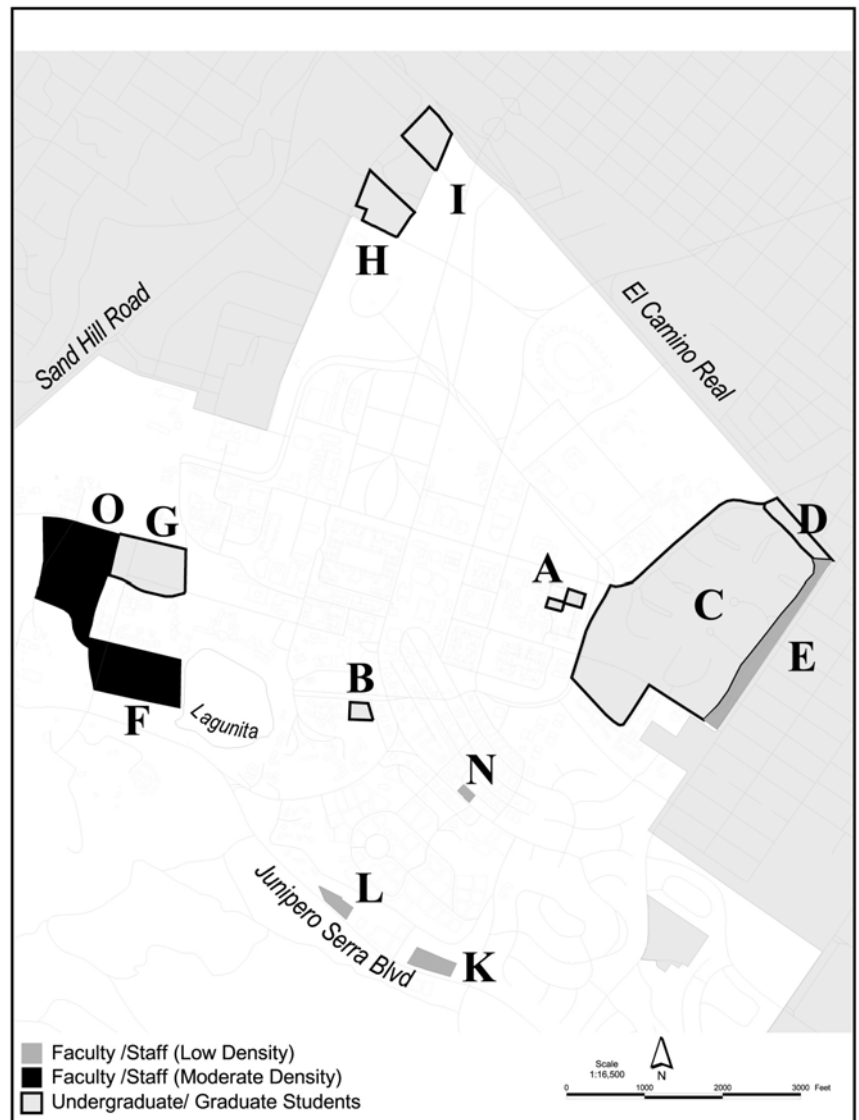 I
H
Sand Hill Road
El Camino Real
O
G
D
A
C
E
B
F
Lagunita
N
L
Junipero Serra Blvd
K
Faculty /Staff (Low Density)
Faculty /Staff (Moderate Density)
Undergraduate/ Graduate Students
Scale
1:16,500
N
0 1000 2000 3000 Feet